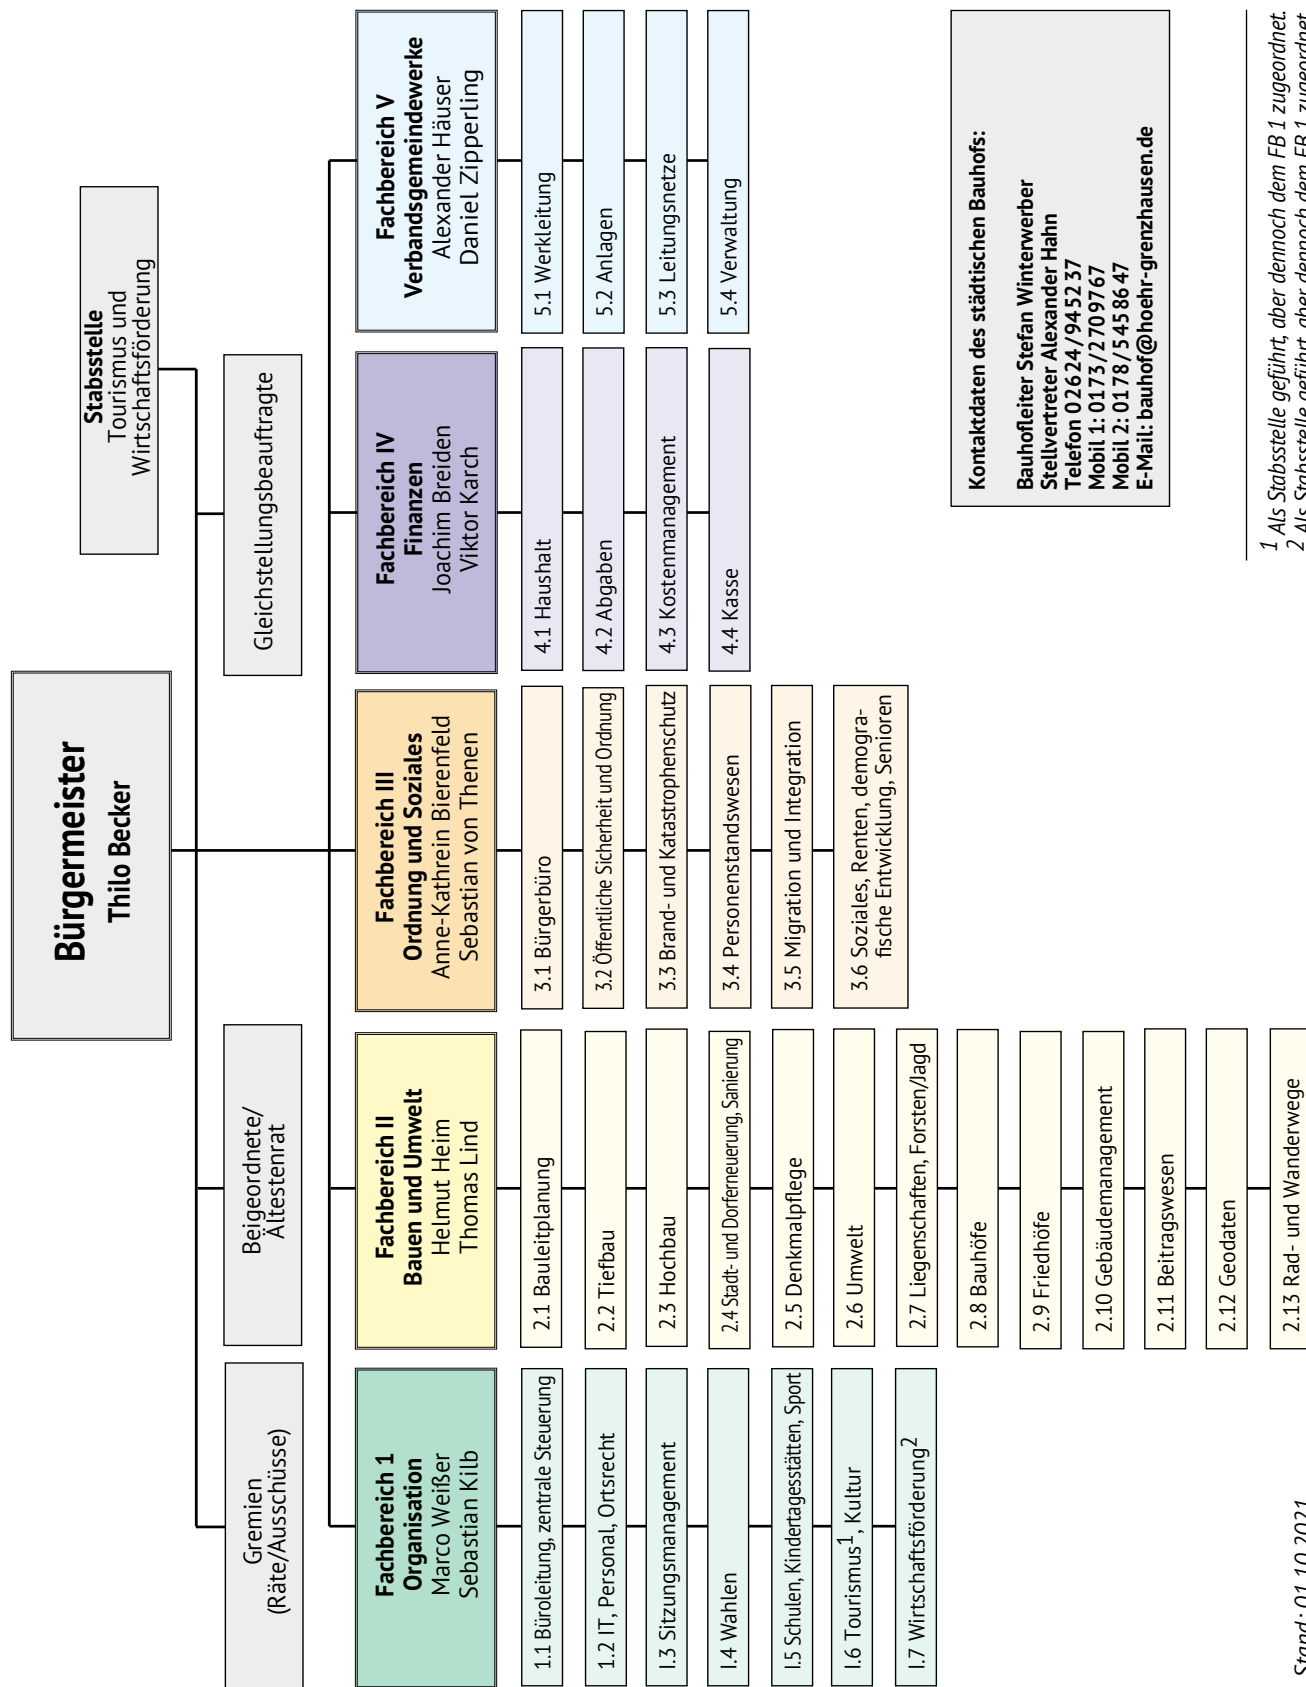 Bürgermeister
Thilo Becker
Stabsstelle
Tourismus und
Wirtschaftsförderung
Gremien
(Räte/Ausschüsse)
Beigeordnete/
Ältestenrat
Gleichstellungsbeauftragte
Fachbereich 1
Organisation
Marco Weißer
Sebastian Kilb
1.1 Büroleitung, zentrale Steuerung
1.2 IT, Personal, Ortsrecht
I.3 Sitzungsmanagement
I.4 Wahlen
I.5 Schulen, Kindertagesstätten, Sport
I.6 Tourismus¹, Kultur
I.7 Wirtschaftsförderung²
Fachbereich II
Bauen und Umwelt
Helmut Heim
Thomas Lind
2.1 Bauleitplanung
2.2 Tiefbau
2.3 Hochbau
2.4 Stadt- und Dorferneuerung, Sanierung
2.5 Denkmalpflege
2.6 Umwelt
2.7 Liegenschaften, Forsten/Jagd
2.8 Bauhöfe
2.9 Friedhöfe
2.10 Gebäudemanagement
2.11 Beitragswesen
2.12 Geodaten
2.13 Rad- und Wanderwege
Fachbereich III
Ordnung und Soziales
Anne-Kathrein Bierenfeld
Sebastian von Thenen
3.1 Bürgerbüro
3.2 Öffentliche Sicherheit und Ordnung
3.3 Brand- und Katastrophenschutz
3.4 Personenstandswesen
3.5 Migration und Integration
3.6 Soziales, Renten, demogra-
fische Entwicklung, Senioren
Fachbereich IV
Finanzen
Joachim Breiden
Viktor Karch
4.1 Haushalt
4.2 Abgaben
4.3 Kostenmanagement
4.4 Kasse
Fachbereich V
Verbandsgemeindewerke
Alexander Häuser
Daniel Zipperling
5.1 Werkleitung
5.2 Anlagen
5.3 Leitungsnetze
5.4 Verwaltung
Kontaktdaten des städtischen Bauhofs:
Bauhofleiter Stefan Winterwerber
Stellvertreter Alexander Hahn
Telefon 02624/945237
Mobil 1: 0173/2709767
Mobil 2: 0178/5458647
E-Mail: bauhof@hoehr-grenzhausen.de
1 Als Stabsstelle geführt, aber dennoch dem FB 1 zugeordnet.
2 Als Stabsstelle geführt, aber dennoch dem FB 1 zugeordnet.
Stand: 01.10.2021